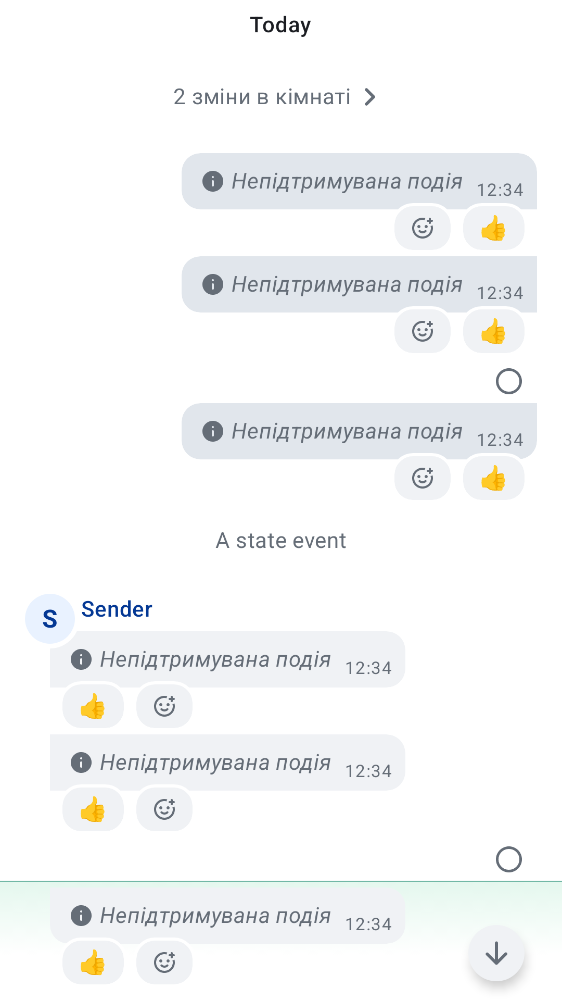 Today
2 зміни в кімнаті
Непідтримувана подія 12:34
👍
Непідтримувана подія 12:34
👍
Непідтримувана подія 12:34
👍
A state event
S Sender
Непідтримувана подія 12:34
👍
Непідтримувана подія 12:34
👍
Непідтримувана подія 12:34
👍